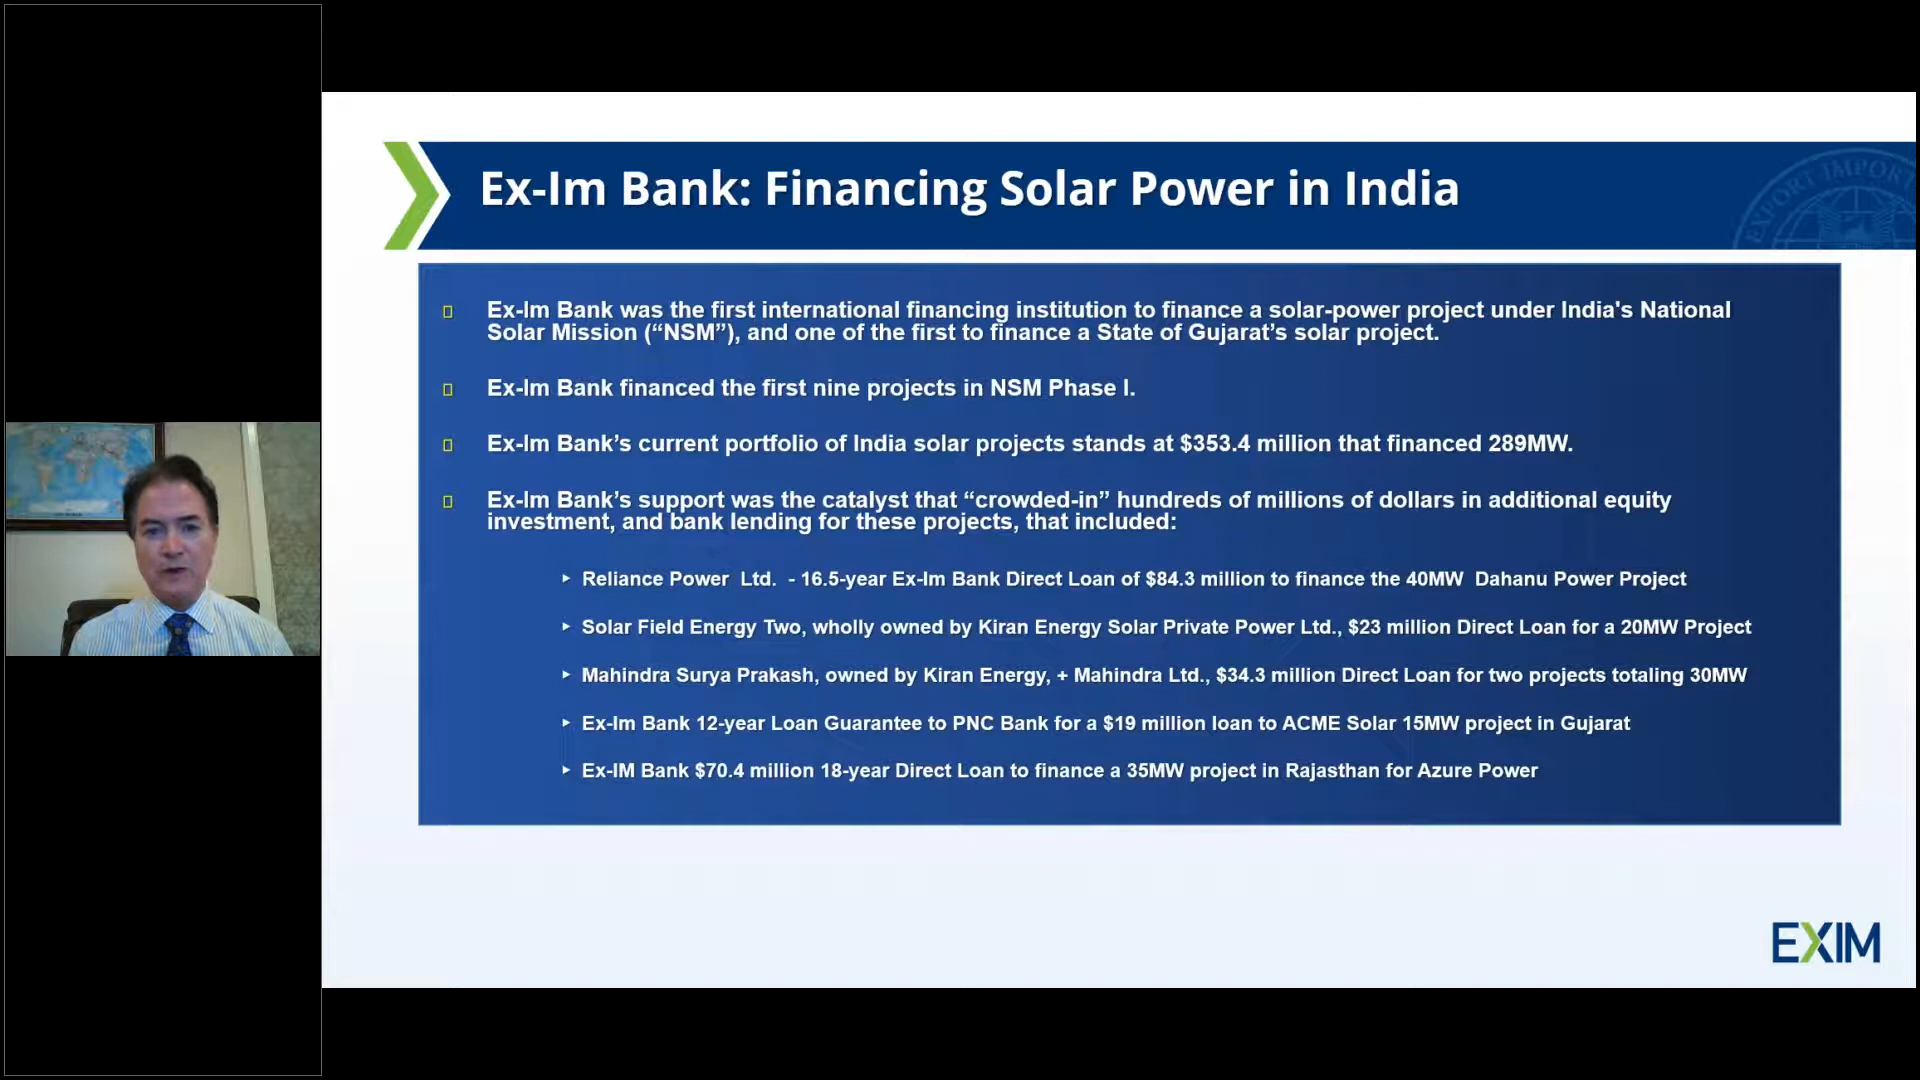 EXPORT IMPORT
Ex-Im Bank: Financing Solar Power in India
Ex-Im Bank was the first international financing institution to finance a solar-power project under India's National
Solar Mission (“NSM”), and one of the first to finance a State of Gujarat’s solar project.
Ex-Im Bank financed the first nine projects in NSM Phase I.
Ex-Im Bank’s current portfolio of India solar projects stands at $353.4 million that financed 289MW.
Ex-Im Bank’s support was the catalyst that “crowded-in” hundreds of millions of dollars in additional equity
investment, and bank lending for these projects, that included:
Reliance Power Ltd. - 16.5-year Ex-Im Bank Direct Loan of $84.3 million to finance the 40MW Dahanu Power Project
Solar Field Energy Two, wholly owned by Kiran Energy Solar Private Power Ltd., $23 million Direct Loan for a 20MW Project
Mahindra Surya Prakash, owned by Kiran Energy, + Mahindra Ltd., $34.3 million Direct Loan for two projects totaling 30MW
Ex-Im Bank 12-year Loan Guarantee to PNC Bank for a $19 million loan to ACME Solar 15MW project in Gujarat
Ex-IM Bank $70.4 million 18-year Direct Loan to finance a 35MW project in Rajasthan for Azure Power
EXIM